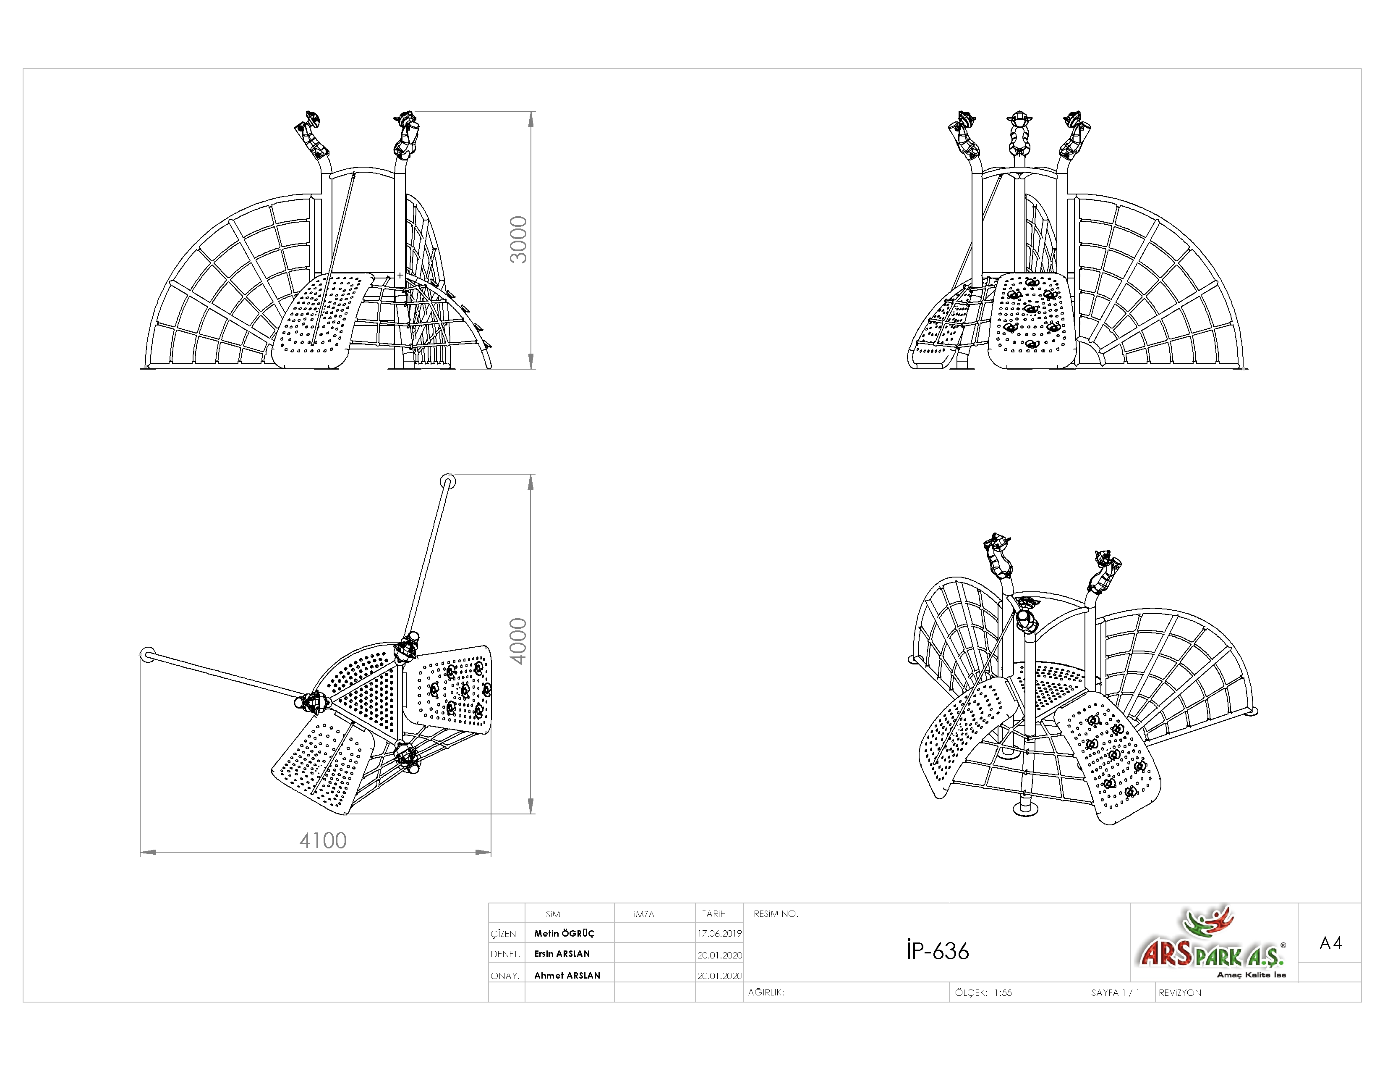 3000
4000
4100
İSİM İMZA TARİH RESİM NO.
ÇİZEN Metin ÖGRÜÇ 17.06.2019
DENET. Ersin ARSLAN 20.01.2020
ONAY. Ahmet ARSLAN 20.01.2020
İP-636
ARS PARK A.Ş.®
Amaç Kalite İse
A4
AĞIRLIK: ÖLÇEK: 1:55 SAYFA 1 / 1 REVİZYON